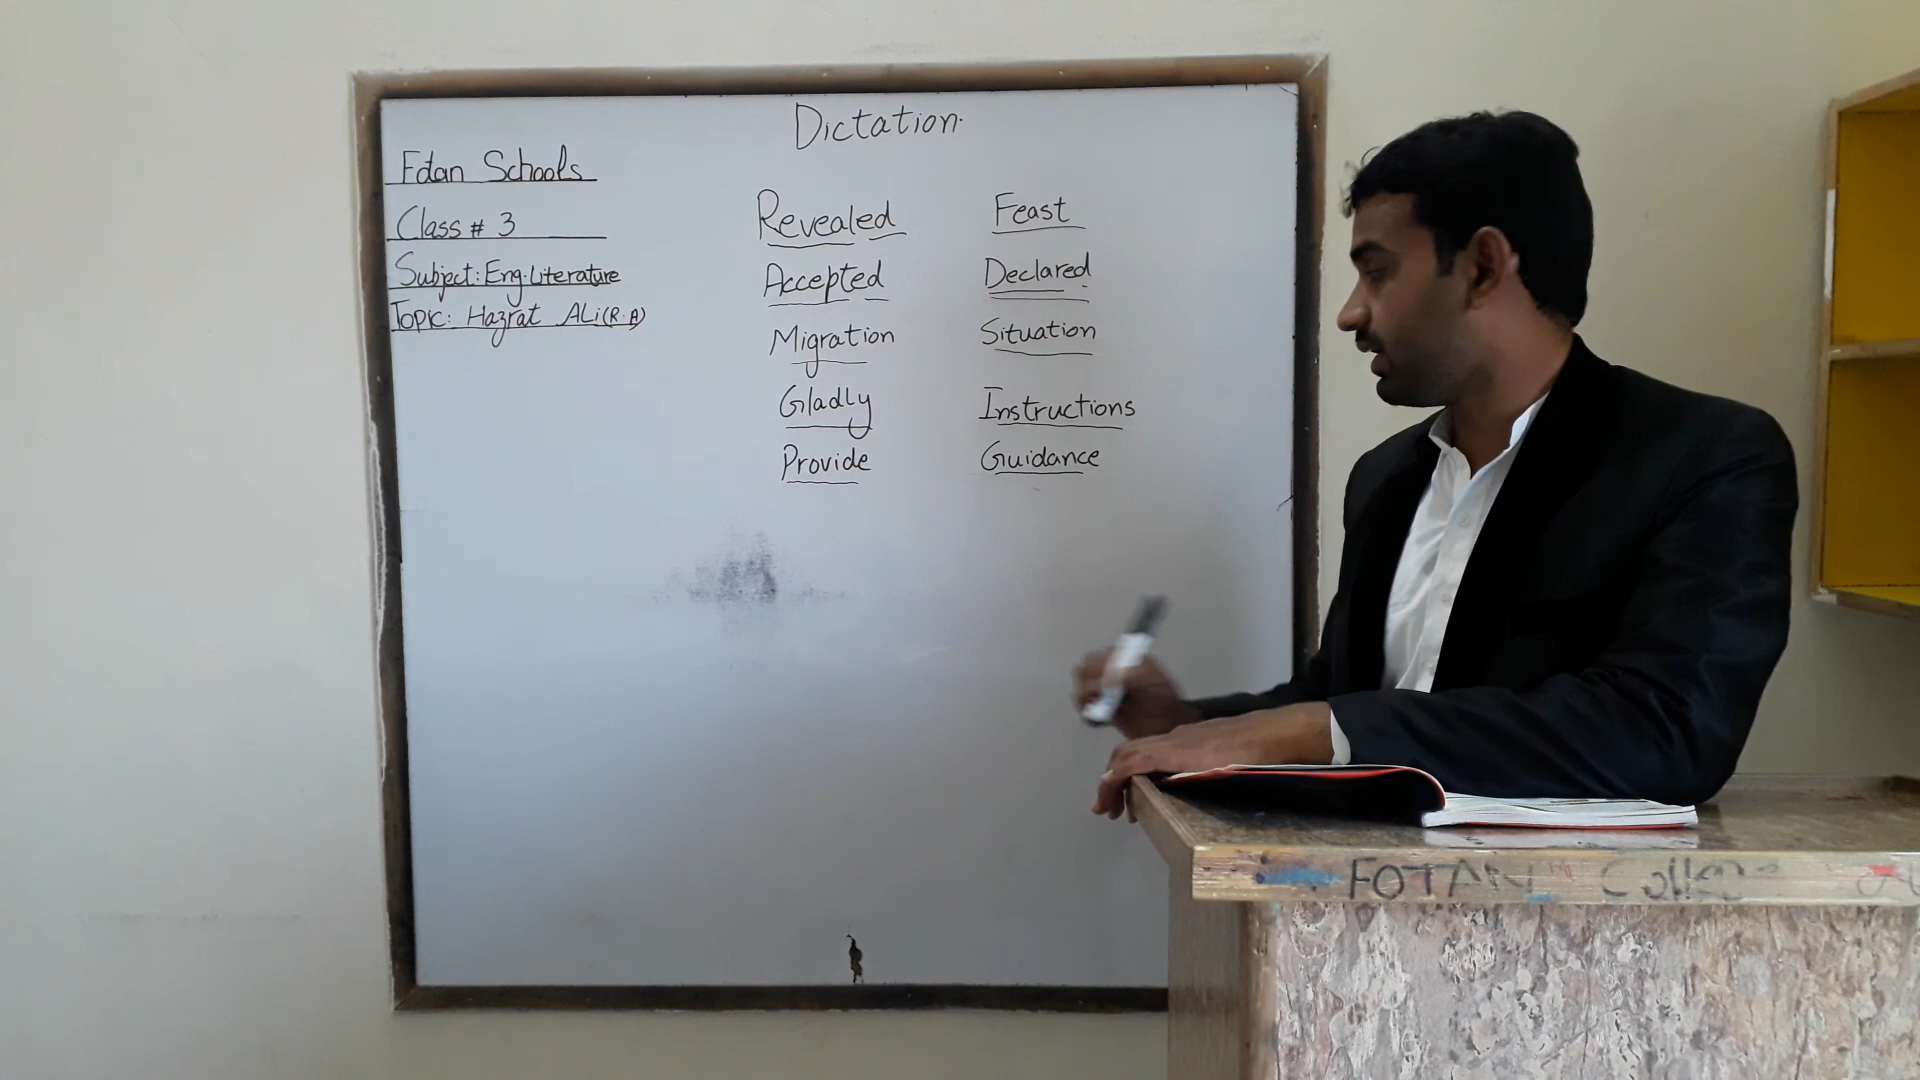 Dictation.
Fotan Schools
Class # 3
Subject: Eng.Literature
Topic: Hazrat ALi(R.A)
Revealed
Accepted
Migration
Gladly
Provide
Feast
Declared
Situation
Instructions
Guidance
FOTAN